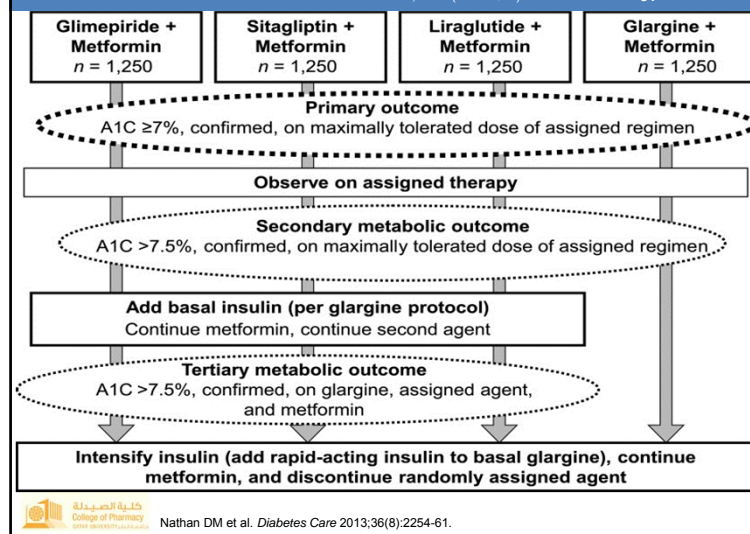 Glimepiride + Metformin n = 1,250
Sitagliptin + Metformin n = 1,250
Liraglutide + Metformin n = 1,250
Glargine + Metformin n = 1,250
Primary outcome
A1C ≥7%, confirmed, on maximally tolerated dose of assigned regimen
Observe on assigned therapy
Secondary metabolic outcome
A1C >7.5%, confirmed, on maximally tolerated dose of assigned regimen
Add basal insulin (per glargine protocol)
Continue metformin, continue second agent
Tertiary metabolic outcome
A1C >7.5%, confirmed, on glargine, assigned agent,
and metformin
Intensify insulin (add rapid-acting insulin to basal glargine), continue
metformin, and discontinue randomly assigned agent
كلية الصيدلة
College of Pharmacy
Nathan DM et al. Diabetes Care 2013;36(8):2254-61.